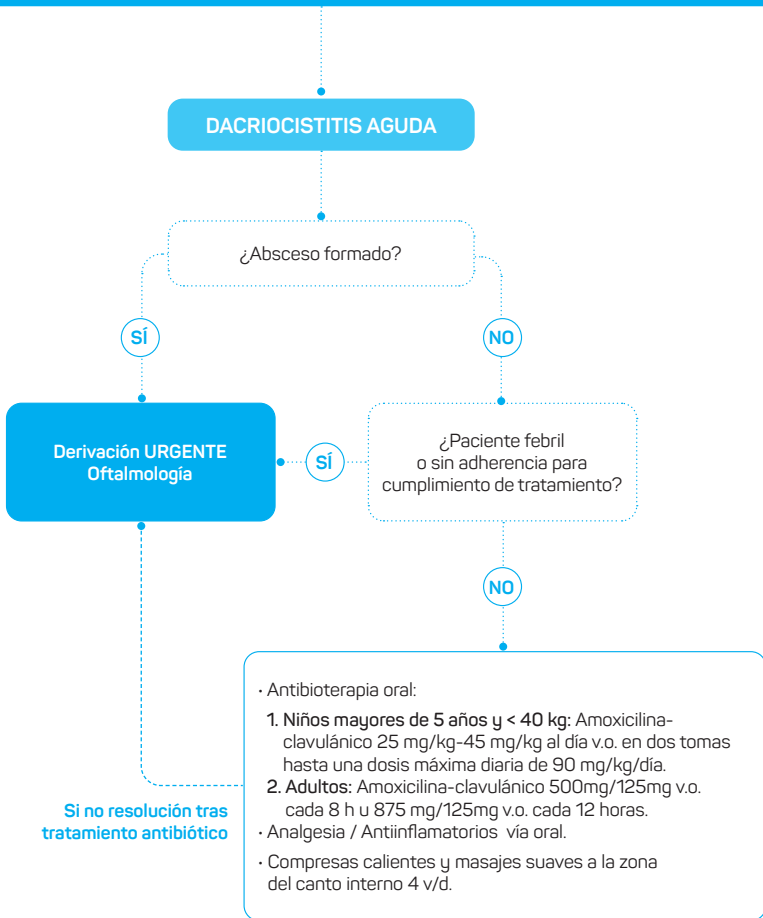 DACRIOCISTITIS AGUDA
¿Absceso formado?
SÍ
NO
Derivación URGENTE
Oftalmología
SÍ
¿Paciente febril
o sin adherencia para
cumplimiento de tratamiento?
NO
· Antibioterapia oral:
1. Niños mayores de 5 años y < 40 kg: Amoxicilina-
clavulánico 25 mg/kg-45 mg/kg al día v.o. en dos tomas
hasta una dosis máxima diaria de 90 mg/kg/día.
2. Adultos: Amoxicilina-clavulánico 500mg/125mg v.o.
cada 8 h u 875 mg/125mg v.o. cada 12 horas.
· Analgesia / Antiinflamatorios vía oral.
· Compresas calientes y masajes suaves a la zona
del canto interno 4 v/d.
Si no resolución tras
tratamiento antibiótico